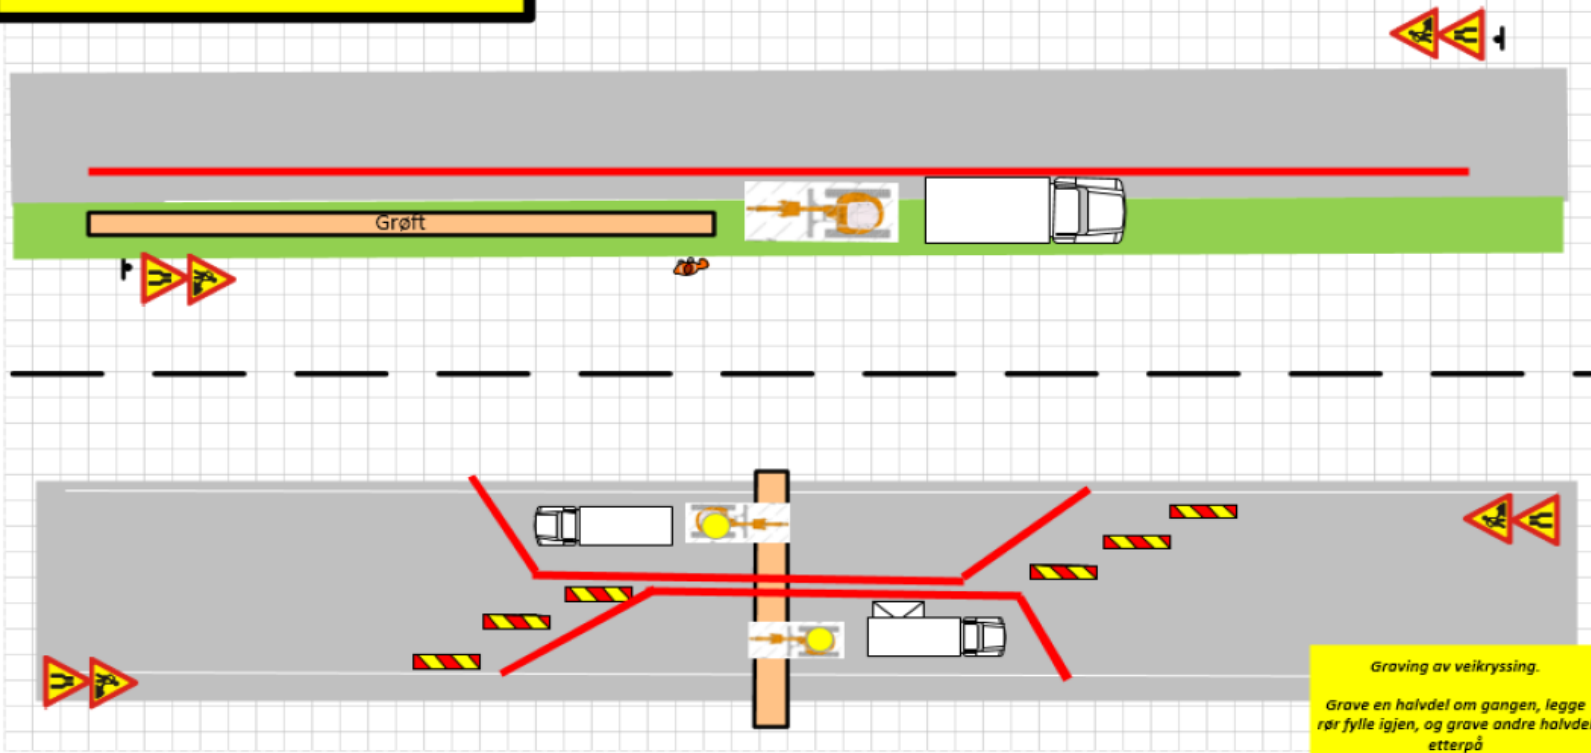 Grøft
Graving av veikryssing.
Grave en halvdel om gangen, legge
rør fylle igjen, og grave andre halvdel
etterpå